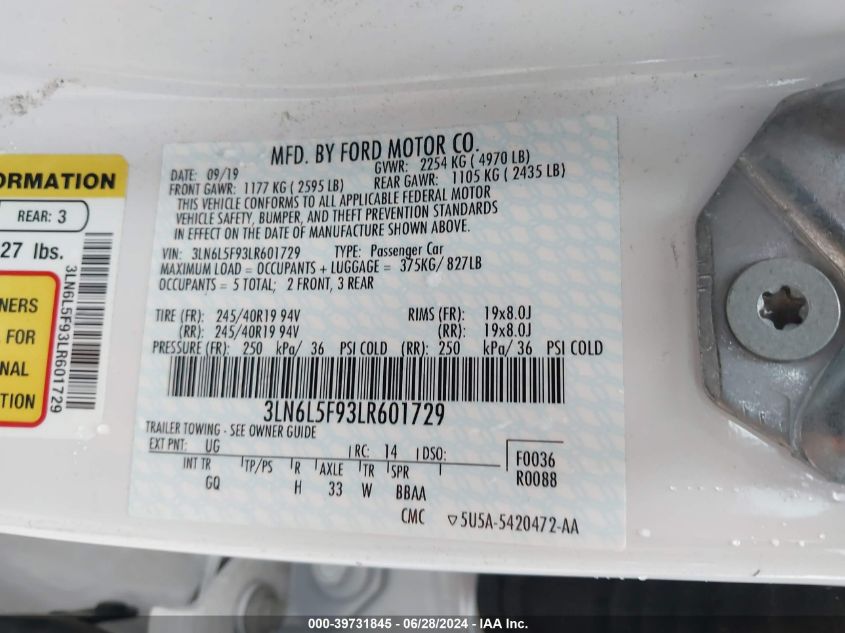 ORMATION
REAR: 3
27 lbs.
NERS
FOR
NAL
TION
3LN6L5F93LR601729
MFD. BY FORD MOTOR CO.
DATE: 09/19 GVWR: 2254 KG ( 4970 LB)
FRONT GAWR: 1177 KG ( 2595 LB) REAR GAWR: 1105 KG ( 2435 LB)
THIS VEHICLE CONFORMS TO ALL APPLICABLE FEDERAL MOTOR
VEHICLE SAFETY, BUMPER, AND THEFT PREVENTION STANDARDS
IN EFFECT ON THE DATE OF MANUFACTURE SHOWN ABOVE.
VIN: 3LN6L5F93LR601729 TYPE: Passenger Car
MAXIMUM LOAD = OCCUPANTS + LUGGAGE = 375KG/ 827LB
OCCUPANTS = 5 TOTAL; 2 FRONT, 3 REAR
TIRE (FR): 245/40R19 94V RIMS (FR): 19x8.0J
(RR): 245/40R19 94V (RR): 19x8.0J
PRESSURE (FR): 250 kPa/ 36 PSI COLD (RR): 250 kPa/ 36 PSI COLD
3LN6L5F93LR601729
TRAILER TOWING - SEE OWNER GUIDE
EXT PNT: UG RC: 14 DSO:
INT TR TP/PS R AXLE TR SPR
GQ H 33 W BBAA
F0036
R0088
CMC ▽5U5A-5420472-AA
000-39731845 / 06/28/2024 - IAA Inc.